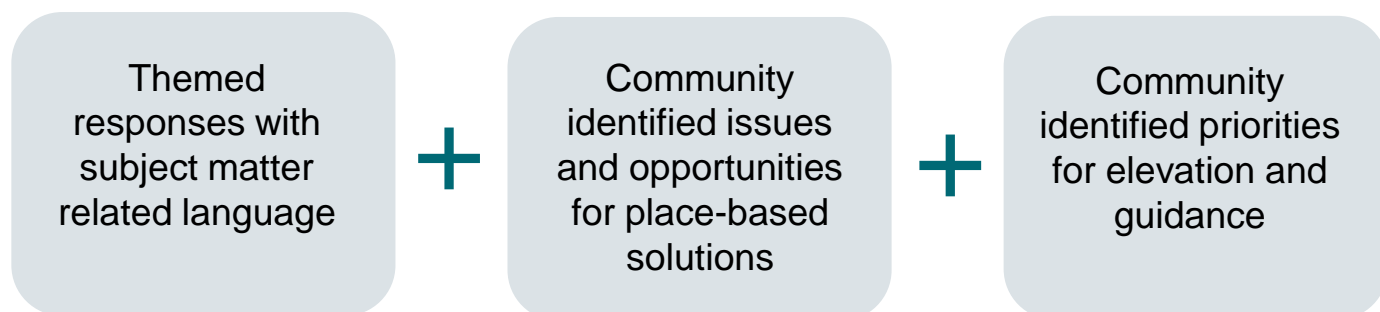 Themed
responses with
subject matter
related language
+
Community
identified issues
and opportunities
for place-based
solutions
+
Community
identified priorities
for elevation and
guidance